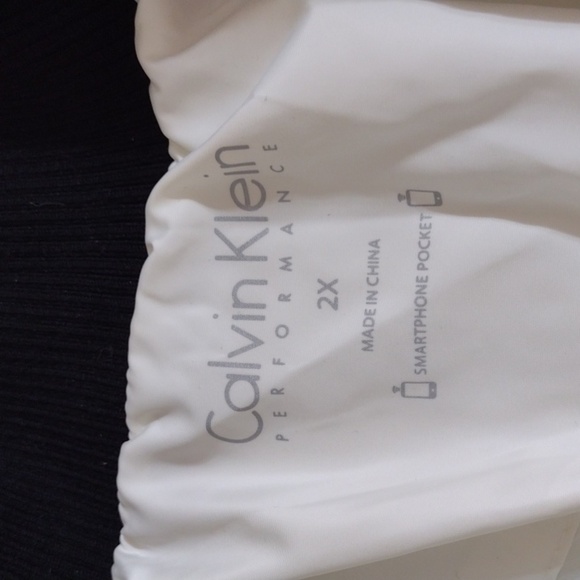 Calvin Klein
PERFORMANCE
2X
MADE IN CHINA
SMARTPHONE POCKET